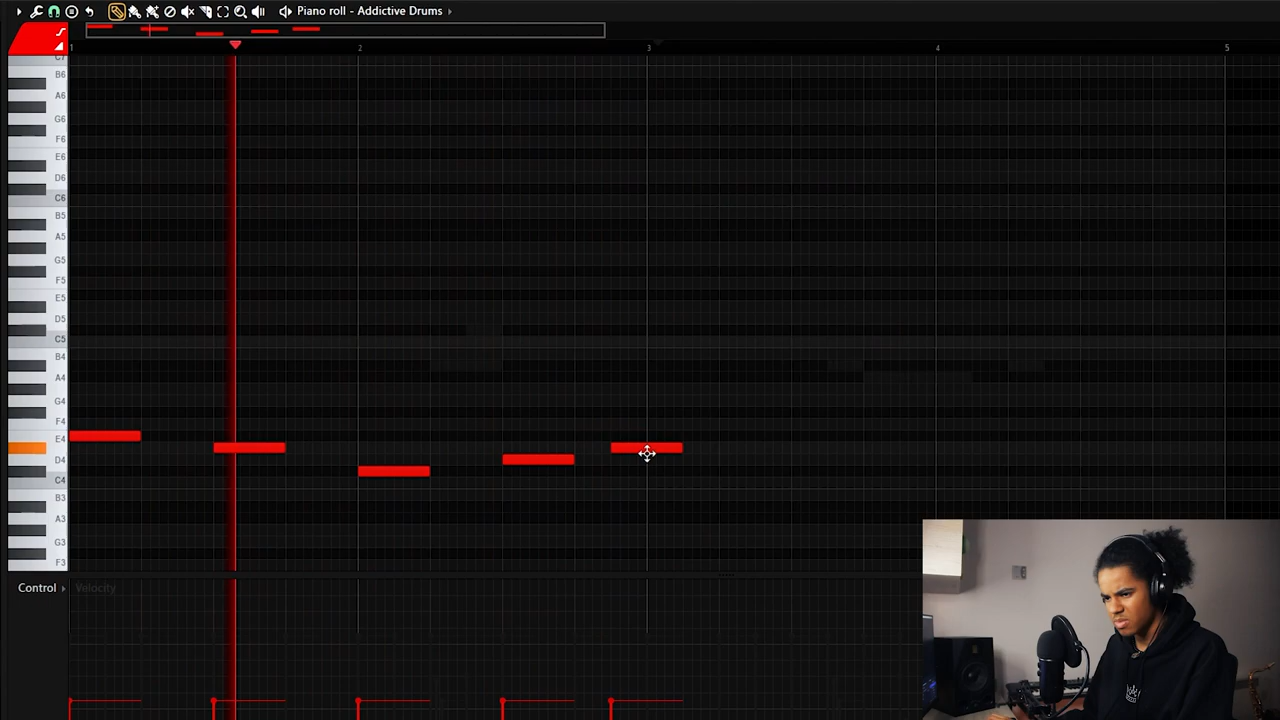 Piano roll - Addictive Drums
1 2 3 4 5
C7
B6
A6
G6
F6
E6
D6
C6
B5
A5
G5
F5
E5
D5
C5
B4
A4
G4
F4
E4
D4
C4
B3
A3
G3
F3
Control Velocity